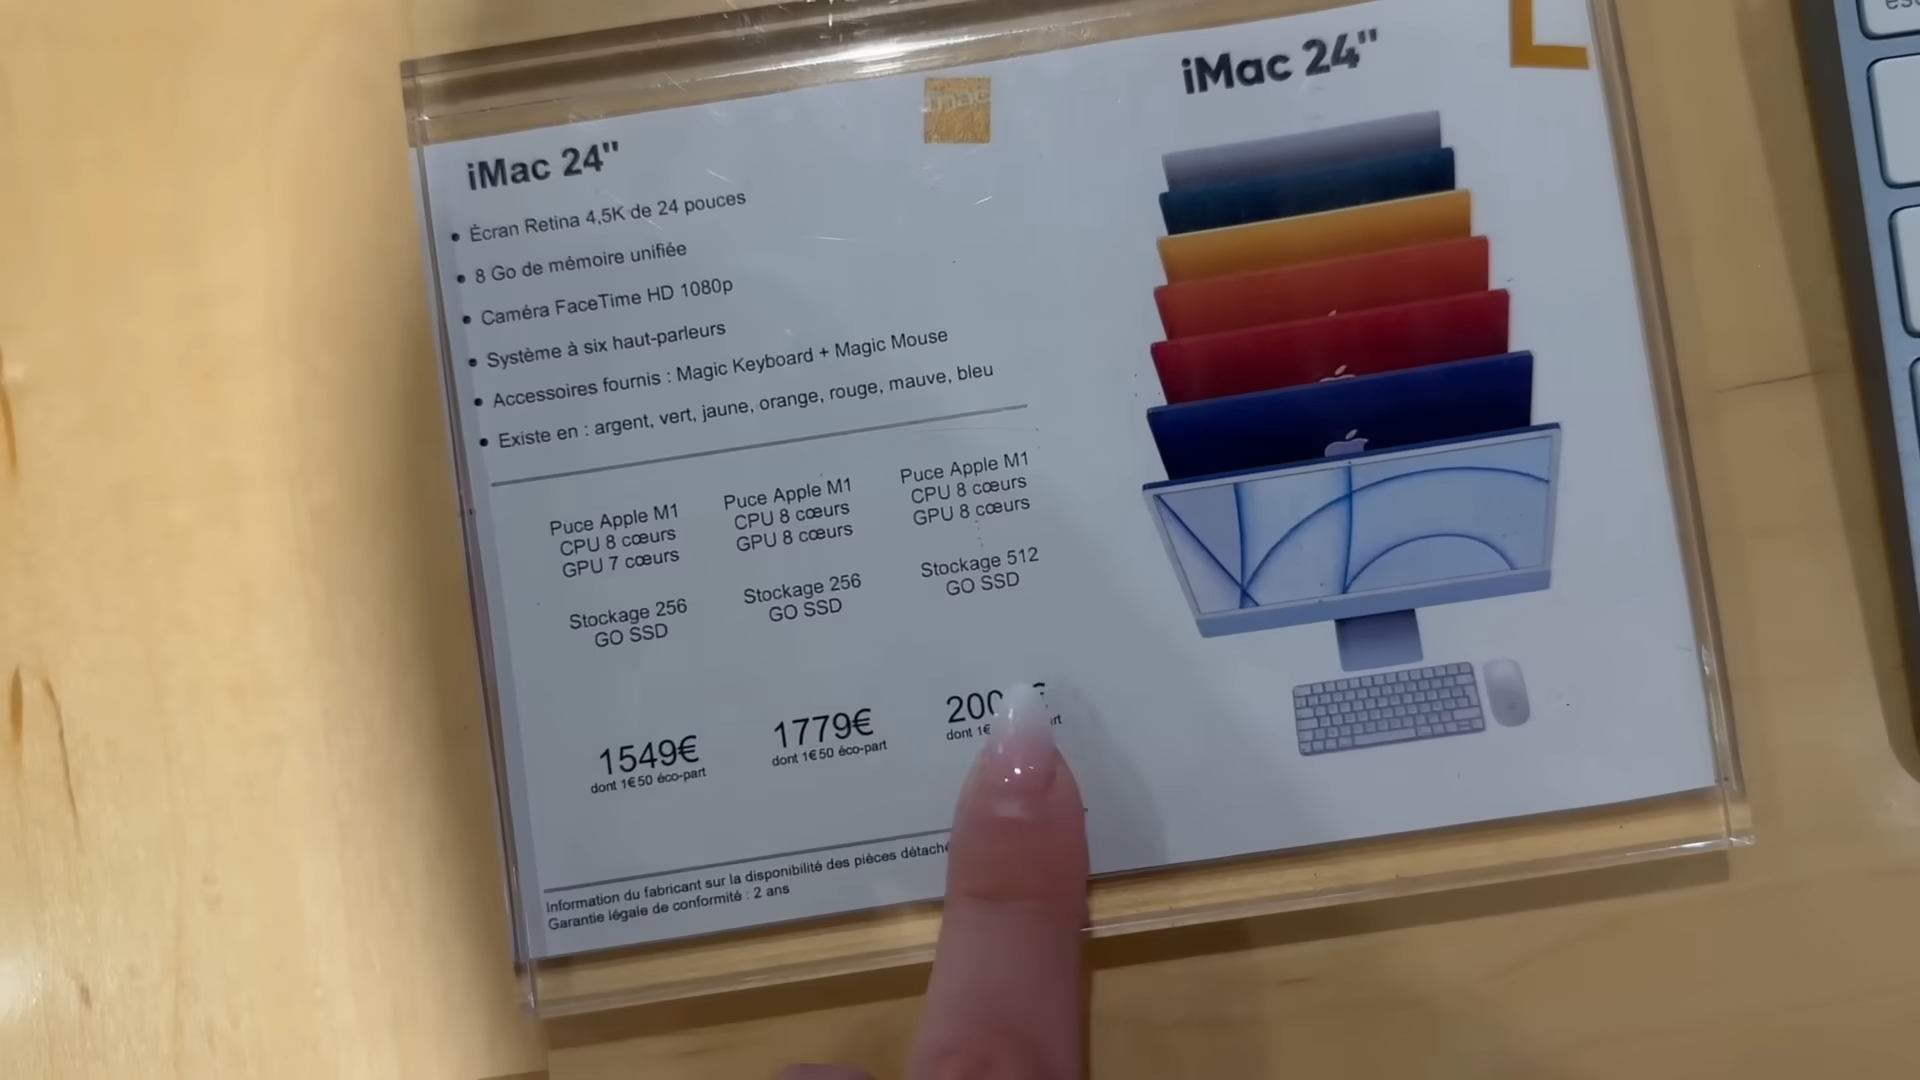 iMac 24"
Écran Retina 4,5K de 24 pouces
8 Go de mémoire unifiée
Caméra FaceTime HD 1080p
Système à six haut-parleurs
Accessoires fournis : Magic Keyboard + Magic Mouse
Existe en : argent, vert, jaune, orange, rouge, mauve, bleu
Puce Apple M1
CPU 8 cœurs
GPU 7 cœurs
Stockage 256
GO SSD
1549€
dont 1€50 éco-part
Puce Apple M1
CPU 8 cœurs
GPU 8 cœurs
Stockage 256
GO SSD
1779€
dont 1€50 éco-part
Puce Apple M1
CPU 8 cœurs
GPU 8 cœurs
Stockage 512
GO SSD
dont 1€
Information du fabricant sur la disponibilité des pièces
Garantie légale de conformité : 2 ans
fnac
iMac 24"